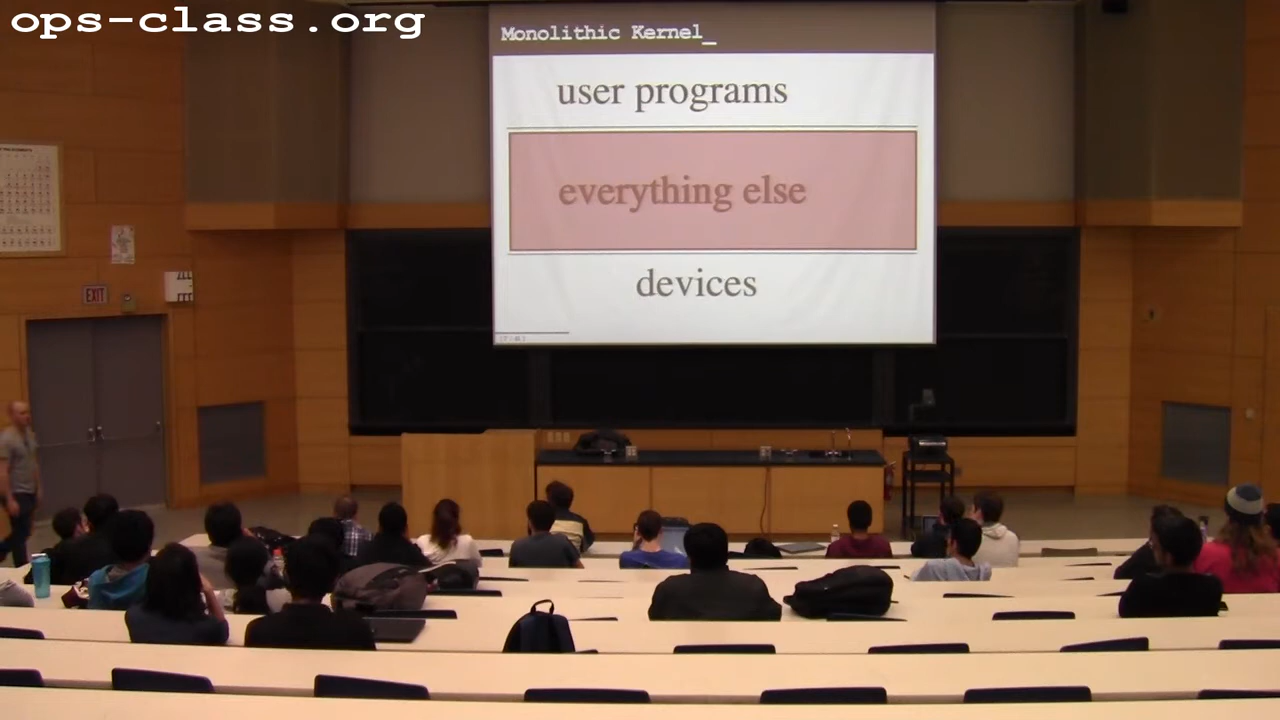 ops-class.org
Monolithic Kernel_
user programs
everything else
devices
EXIT